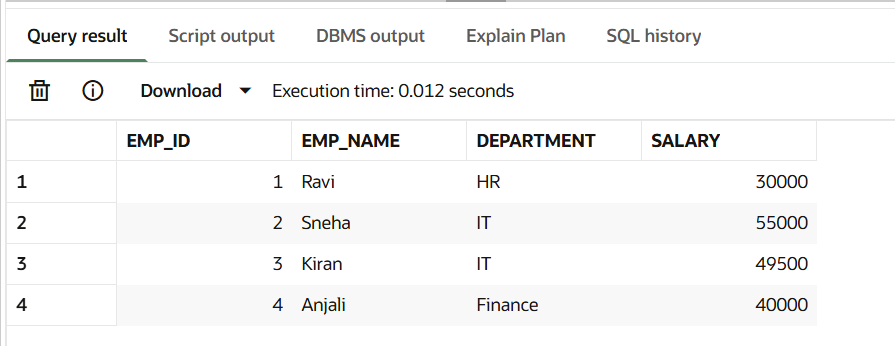 Query result Script output DBMS output Explain Plan SQL history
Download Execution time: 0.012 seconds
EMP_ID EMP_NAME DEPARTMENT SALARY
1 1 Ravi HR 30000
2 2 Sneha IT 55000
3 3 Kiran IT 49500
4 4 Anjali Finance 40000